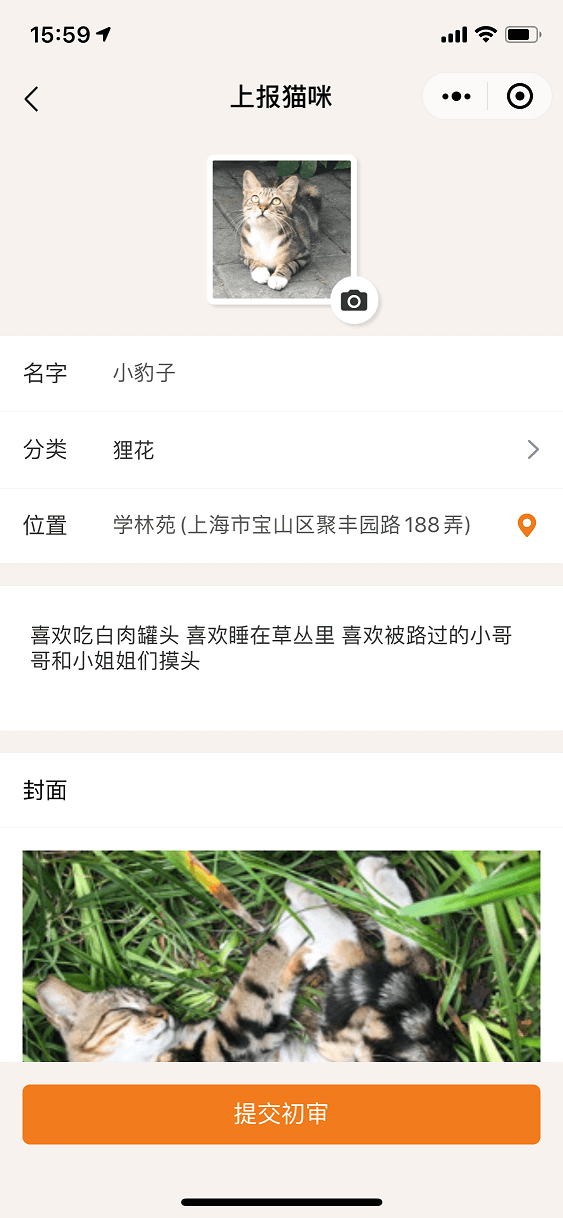 15:59
上报猫咪
名字 小豹子
分类 狸花
位置 学林苑(上海市宝山区聚丰园路188弄)
喜欢吃白肉罐头 喜欢睡在草丛里 喜欢被路过的小哥
哥和小姐姐们摸头
封面
提交初审